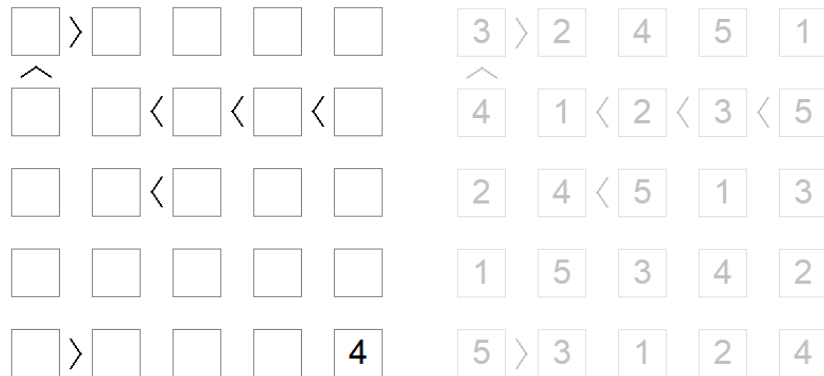 > 3 > 2 4 5 1
^ ^
< < < 4 1 < 2 < 3 < 5
< 2 4 < 5 1 3
1 5 3 4 2
> 4 5 > 3 1 2 4